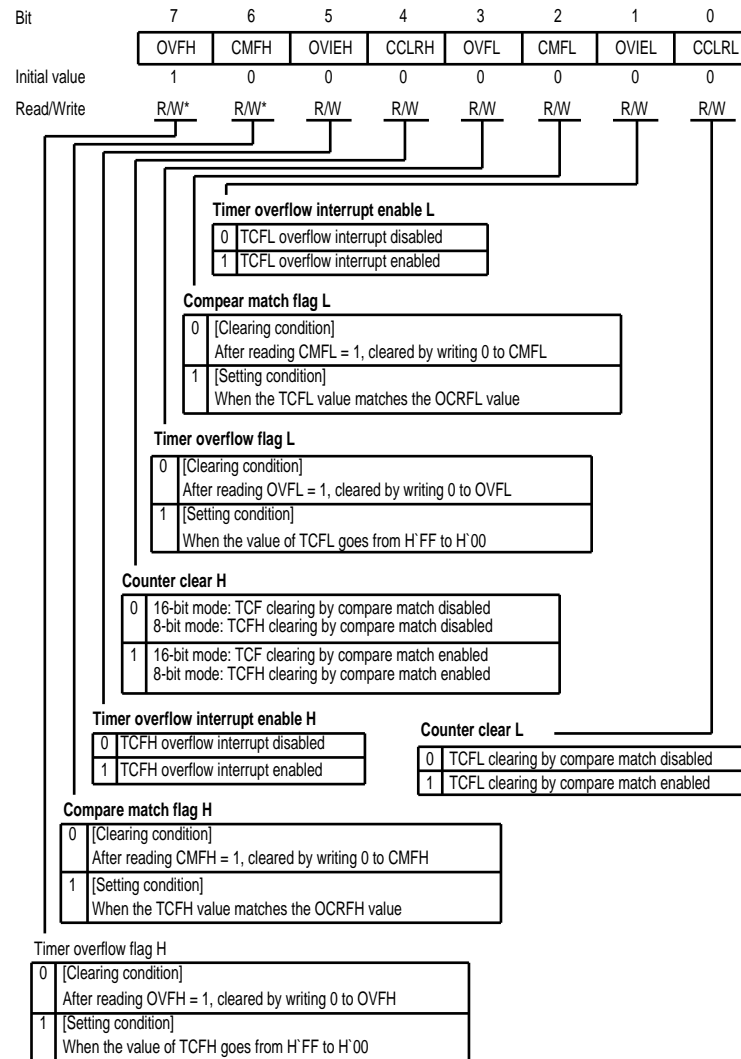 Bit 7 6 5 4 3 2 1 0
OVFH CMFH OVIEH CCLRH OVFL CMFL OVIEL CCLRL
Initial value 1 0 0 0 0 0 0 0
Read/Write R/W* R/W* R/W R/W R/W R/W R/W R/W
Timer overflow interrupt enable L
0 TCFL overflow interrupt disabled
1 TCFL overflow interrupt enabled
Compear match flag L
0 [Clearing condition]
After reading CMFL = 1, cleared by writing 0 to CMFL
1 [Setting condition]
When the TCFL value matches the OCRFL value
Timer overflow flag L
0 [Clearing condition]
After reading OVFL = 1, cleared by writing 0 to OVFL
1 [Setting condition]
When the value of TCFL goes from H`FF to H`00
Counter clear H
0 16-bit mode: TCF clearing by compare match disabled
8-bit mode: TCFH clearing by compare match disabled
1 16-bit mode: TCF clearing by compare match enabled
8-bit mode: TCFH clearing by compare match enabled
Timer overflow interrupt enable H
0 TCFH overflow interrupt disabled
1 TCFH overflow interrupt enabled
Counter clear L
0 TCFL clearing by compare match disabled
1 TCFL clearing by compare match enabled
Compare match flag H
0 [Clearing condition]
After reading CMFH = 1, cleared by writing 0 to CMFH
1 [Setting condition]
When the TCFH value matches the OCRFH value
Timer overflow flag H
0 [Clearing condition]
After reading OVFH = 1, cleared by writing 0 to OVFH
1 [Setting condition]
When the value of TCFH goes from H`FF to H`00